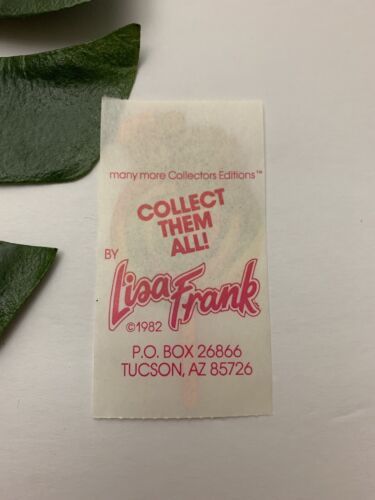 many more Collectors Editions™
COLLECT
THEM
ALL!
BY
Lisa Frank
©1982
P.O. BOX 26866
TUCSON, AZ 85726